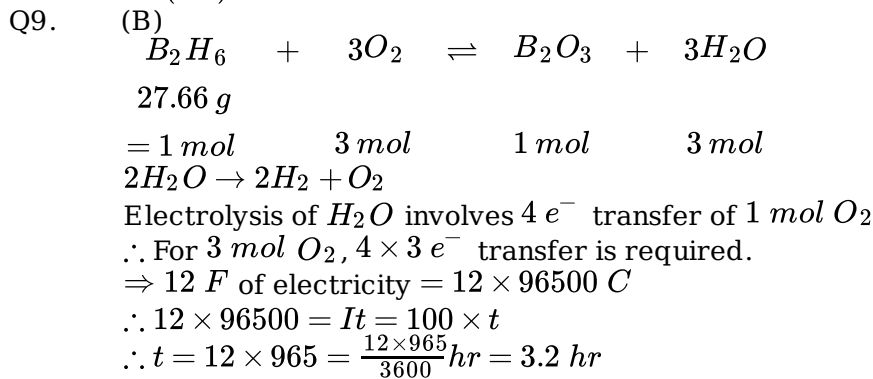 Q9. (B)
B₂H₆ + 3O₂ ⇌ B₂O₃ + 3H₂O
27.66 g
= 1 mol 3 mol 1 mol 3 mol
2H₂O → 2H₂ + O₂
Electrolysis of H₂O involves 4 e⁻ transfer of 1 mol O₂
∴ For 3 mol O₂, 4 × 3 e⁻ transfer is required.
⇒ 12 F of electricity = 12 × 96500 C
∴ 12 × 96500 = It = 100 × t
∴ t = 12 × 965 = \frac{12×965}{3600} hr = 3.2 hr